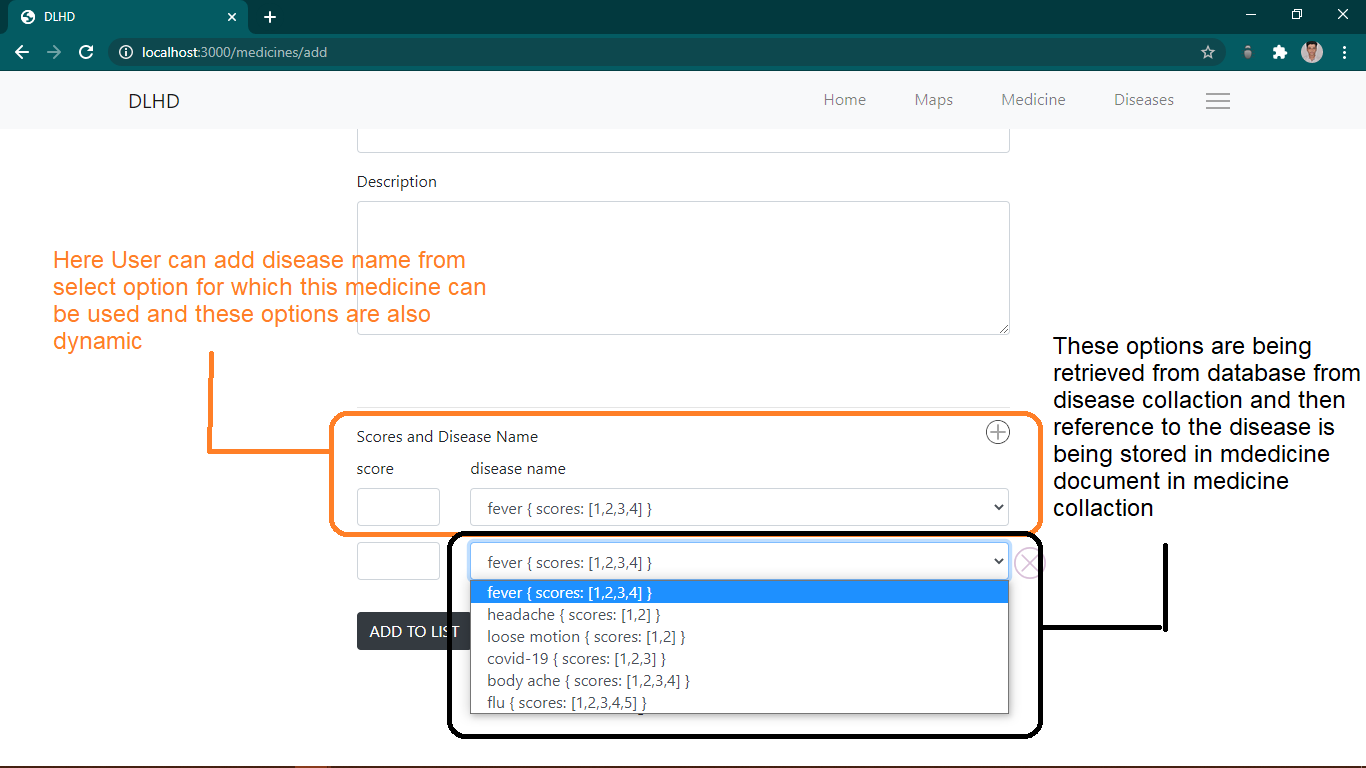 DLHD
localhost:3000/medicines/add
DLHD
Home
Maps
Medicine
Diseases
Description
Here User can add disease name from
select option for which this medicine can
be used and these options are also
dynamic
These options are being
retrieved from database from
disease collaction and then
reference to the disease is
being stored in mdedicine
document in medicine
collaction
Scores and Disease Name
score
disease name
fever { scores: [1,2,3,4] }
fever { scores: [1,2,3,4] }
fever { scores: [1,2,3,4] }
headache { scores: [1,2] }
loose motion { scores: [1,2] }
covid-19 { scores: [1,2,3] }
body ache { scores: [1,2,3,4] }
flu { scores: [1,2,3,4,5] }
ADD TO LIST